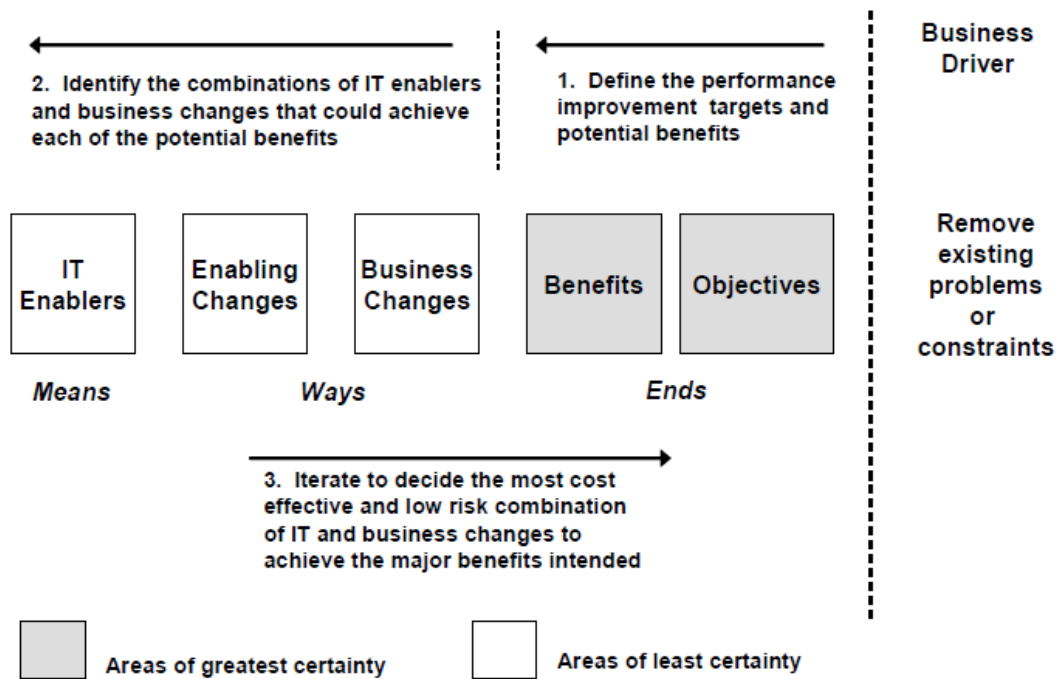 2.  Identify the combinations of IT enablers
and business changes that could achieve
each of the potential benefits
1.  Define the performance
improvement  targets and
potential benefits
Business
Driver
IT
Enablers
Enabling
Changes
Business
Changes
Benefits
Objectives
Remove
existing
problems
or
constraints
Means
Ways
Ends
3.  Iterate to decide the most cost
effective and low risk combination
of IT and business changes to
achieve the major benefits intended
Areas of greatest certainty
Areas of least certainty